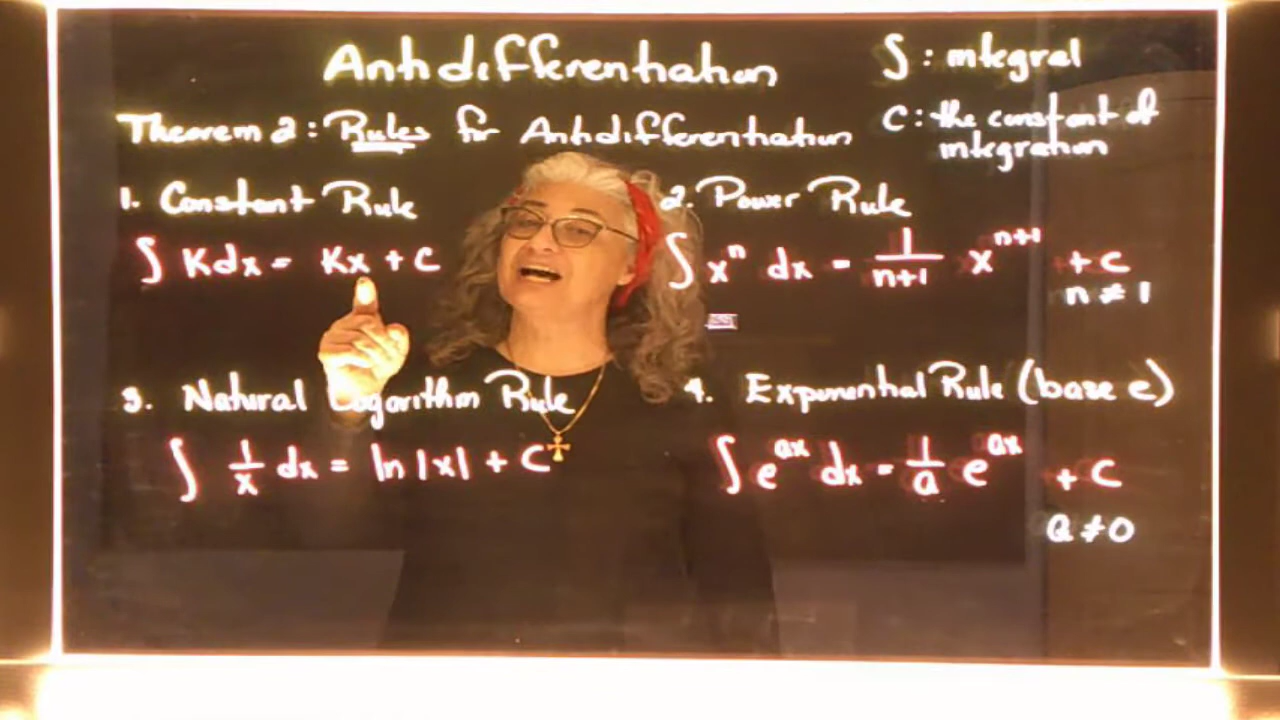 Antidifferentiation
∫ : integral
Theorem 2 : Rules for Antidifferentiation
C : the constant of
integration
1. Constant Rule
∫ K dx = Kx + C
2. Power Rule
∫ xⁿ dx = 1/(n+1) xⁿ⁺¹ + C
n ≠ 1
3. Natural Logarithm Rule
∫ 1/x dx = ln |x| + C
4. Exponential Rule (base e)
∫ eᵃˣ dx = 1/a eᵃˣ + C
a ≠ 0